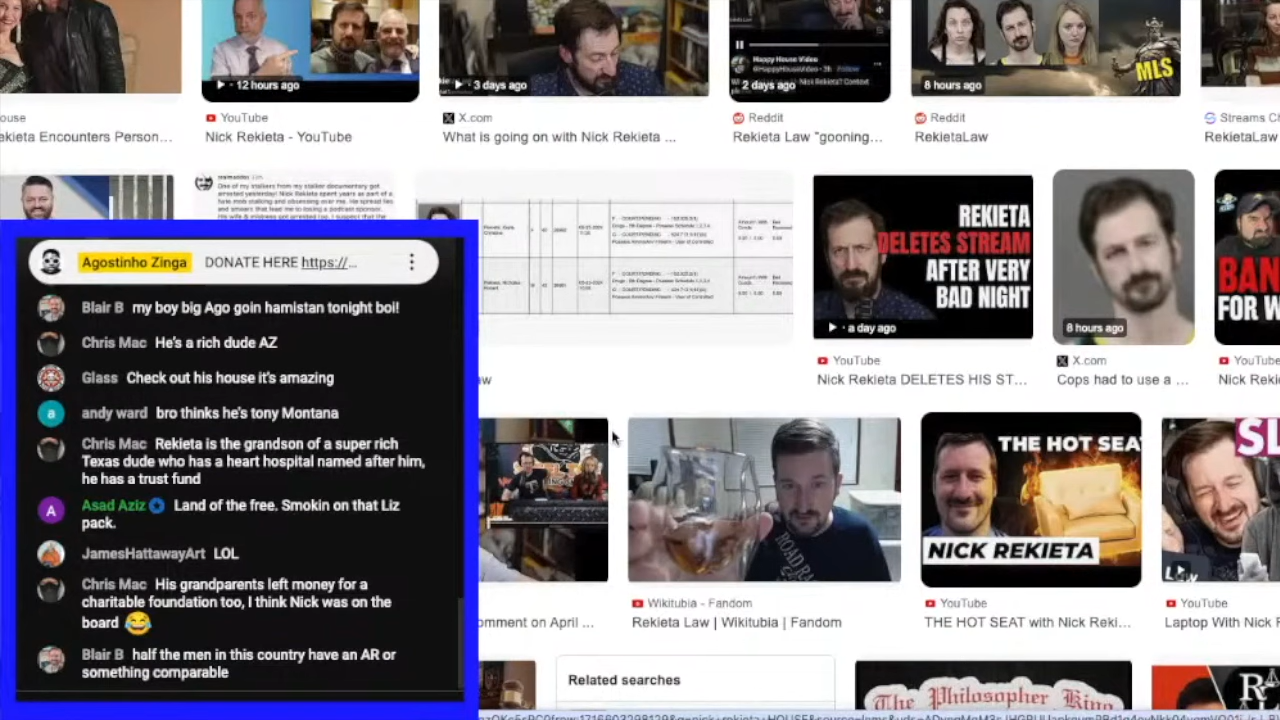 12 hours ago
3 days ago
Happy House Video
2 days ago
8 hours ago
MLS
ouse
YouTube
X.com
Reddit
Reddit
Streams Ch
ekieta Encounters Person...
Nick Rekieta - YouTube
What is going on with Nick Rekieta ...
Rekieta Law "gooning...
RekietaLaw
RekietaLaw
REKIETA
DELETES STREAM
AFTER VERY
BAD NIGHT
a day ago
8 hours ago
BAN
FOR W
YouTube
X.com
YouTube
aw
Nick Rekieta DELETES HIS ST...
Cops had to use a ...
Nick Reki
Agostinho Zinga DONATE HERE https://...
Blair B my boy big Ago goin hamistan tonight boi!
Chris Mac He's a rich dude AZ
Glass Check out his house it's amazing
a andy ward bro thinks he's tony Montana
Chris Mac Rekieta is the grandson of a super rich
Texas dude who has a heart hospital named after him,
he has a trust fund
A Asad Aziz Land of the free. Smokin on that Liz
pack.
JamesHattawayArt LOL
Chris Mac His grandparents left money for a
charitable foundation too, I think Nick was on the
board 😂
Blair B half the men in this country have an AR or
something comparable
ROAD RA
THE HOT SEAT
NICK REKIETA
SL
Wikitubia - Fandom
YouTube
YouTube
omment on April ...
Rekieta Law | Wikitubia | Fandom
THE HOT SEAT with Nick Reki...
Laptop With Nick R
Related searches
The Philosopher King
R